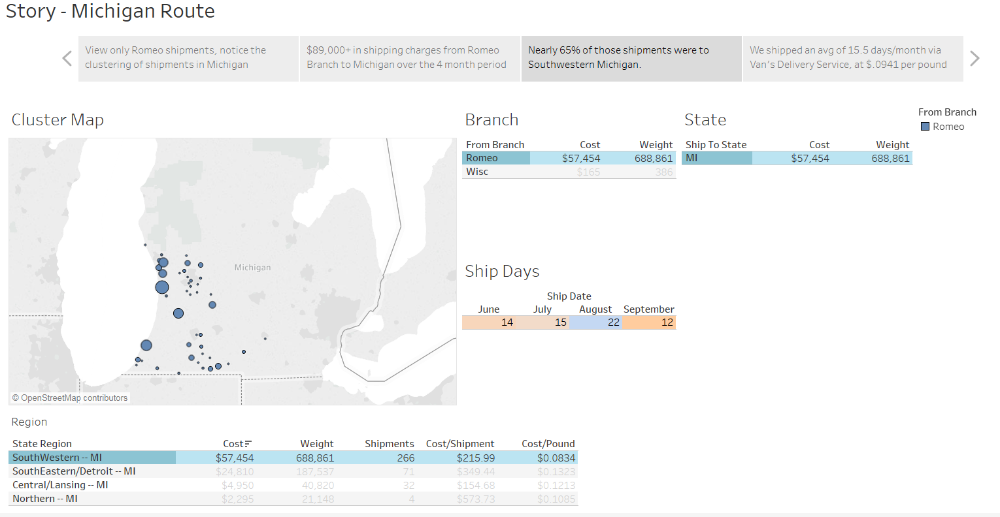 Story - Michigan Route
View only Romeo shipments, notice the
clustering of shipments in Michigan
$89,000+ in shipping charges from Romeo
Branch to Michigan over the 4 month period
Nearly 65% of those shipments were to
Southwestern Michigan.
We shipped an avg of 15.5 days/month via
Van's Delivery Service, at $.0941 per pound
Cluster Map
Michigan
© OpenStreetMap contributors
Branch
From Branch Cost Weight
Romeo $57,454 688,861
Wisc $165 386
State
Ship To State Cost Weight
MI $57,454 688,861
From Branch
Romeo
Ship Days
Ship Date
June July August September
14 15 22 12
Region
State Region Cost Weight Shipments Cost/Shipment Cost/Pound
SouthWestern -- MI $57,454 688,861 266 $215.99 $0.0834
SouthEastern/Detroit -- MI $24,810 187,537 71 $349.44 $0.1323
Central/Lansing -- MI $4,950 40,820 32 $154.68 $0.1213
Northern -- MI $2,295 21,148 4 $573.73 $0.1085